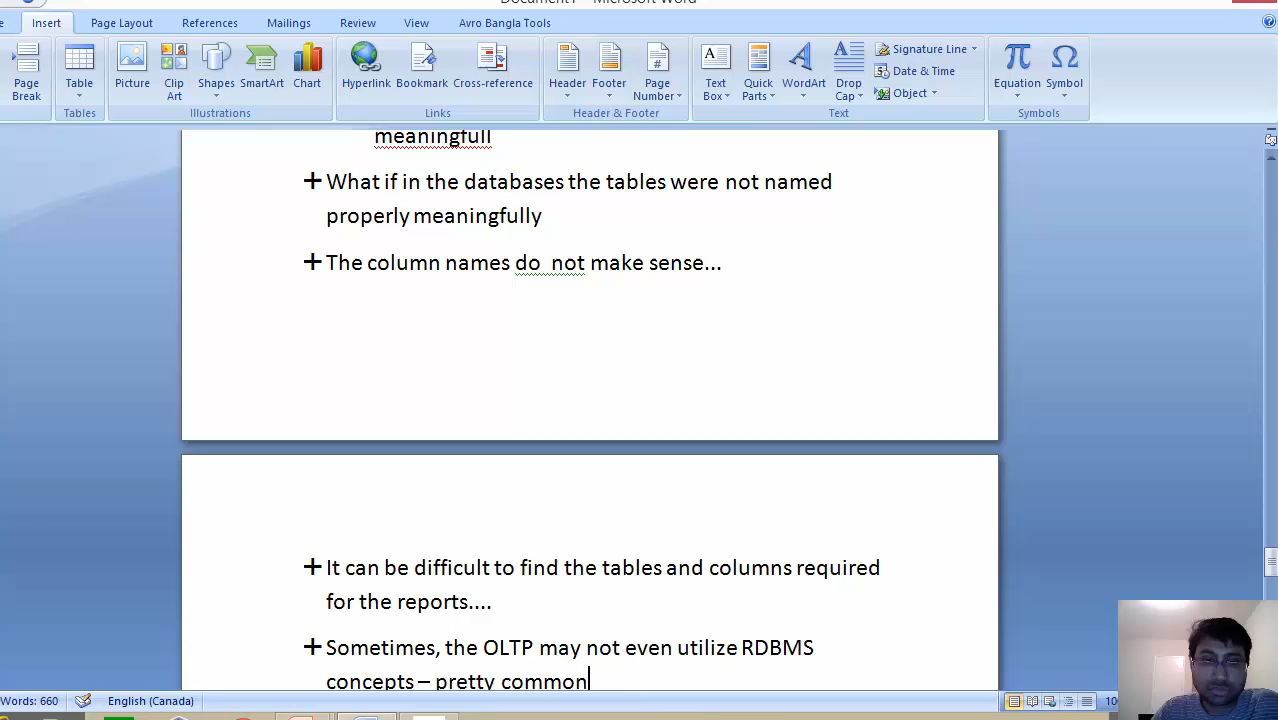 Insert Page Layout References Mailings Review View Avro Bangla Tools
Page Break
Table
Picture
Clip Art
Shapes
SmartArt
Chart
Hyperlink
Bookmark
Cross-reference
Header
Footer
Page Number
Text Box
Quick Parts
WordArt
Drop Cap
Signature Line
Date & Time
Object
Equation
Symbol
Tables
Illustrations
Links
Header & Footer
Text
Symbols
meaningfull
What if in the databases the tables were not named
properly meaningfully
The column names do  not make sense...
It can be difficult to find the tables and columns required
for the reports....
Sometimes, the OLTP may not even utilize RDBMS
concepts – pretty common
Words: 660 English (Canada)